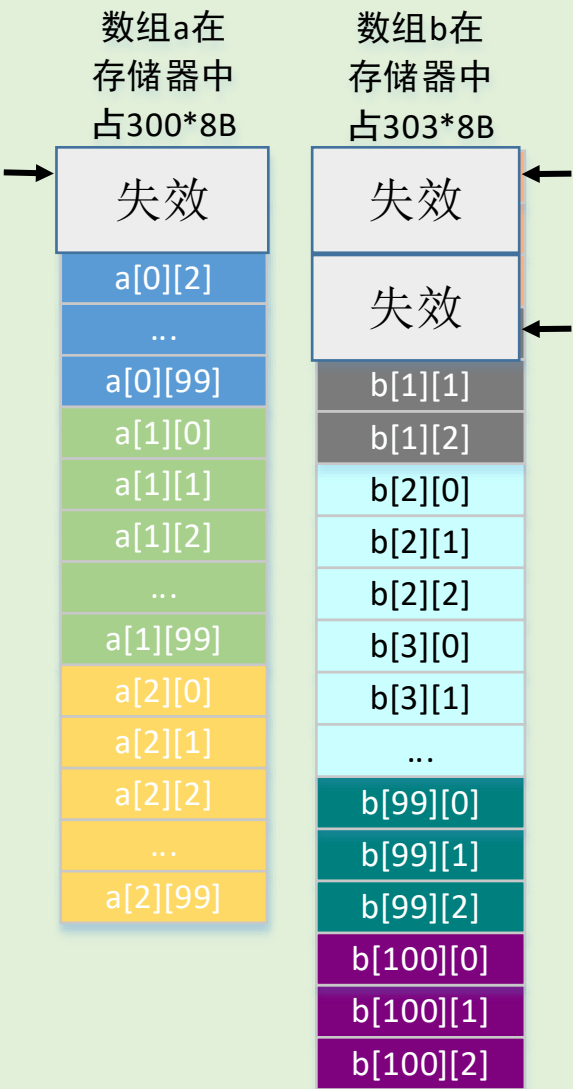 数组a在
存储器中
占300*8B
失效
a[0][2]
...
a[0][99]
a[1][0]
a[1][1]
a[1][2]
...
a[1][99]
a[2][0]
a[2][1]
a[2][2]
...
a[2][99]
数组b在
存储器中
占303*8B
失效
失效
b[1][1]
b[1][2]
b[2][0]
b[2][1]
b[2][2]
b[3][0]
b[3][1]
...
b[99][0]
b[99][1]
b[99][2]
b[100][0]
b[100][1]
b[100][2]